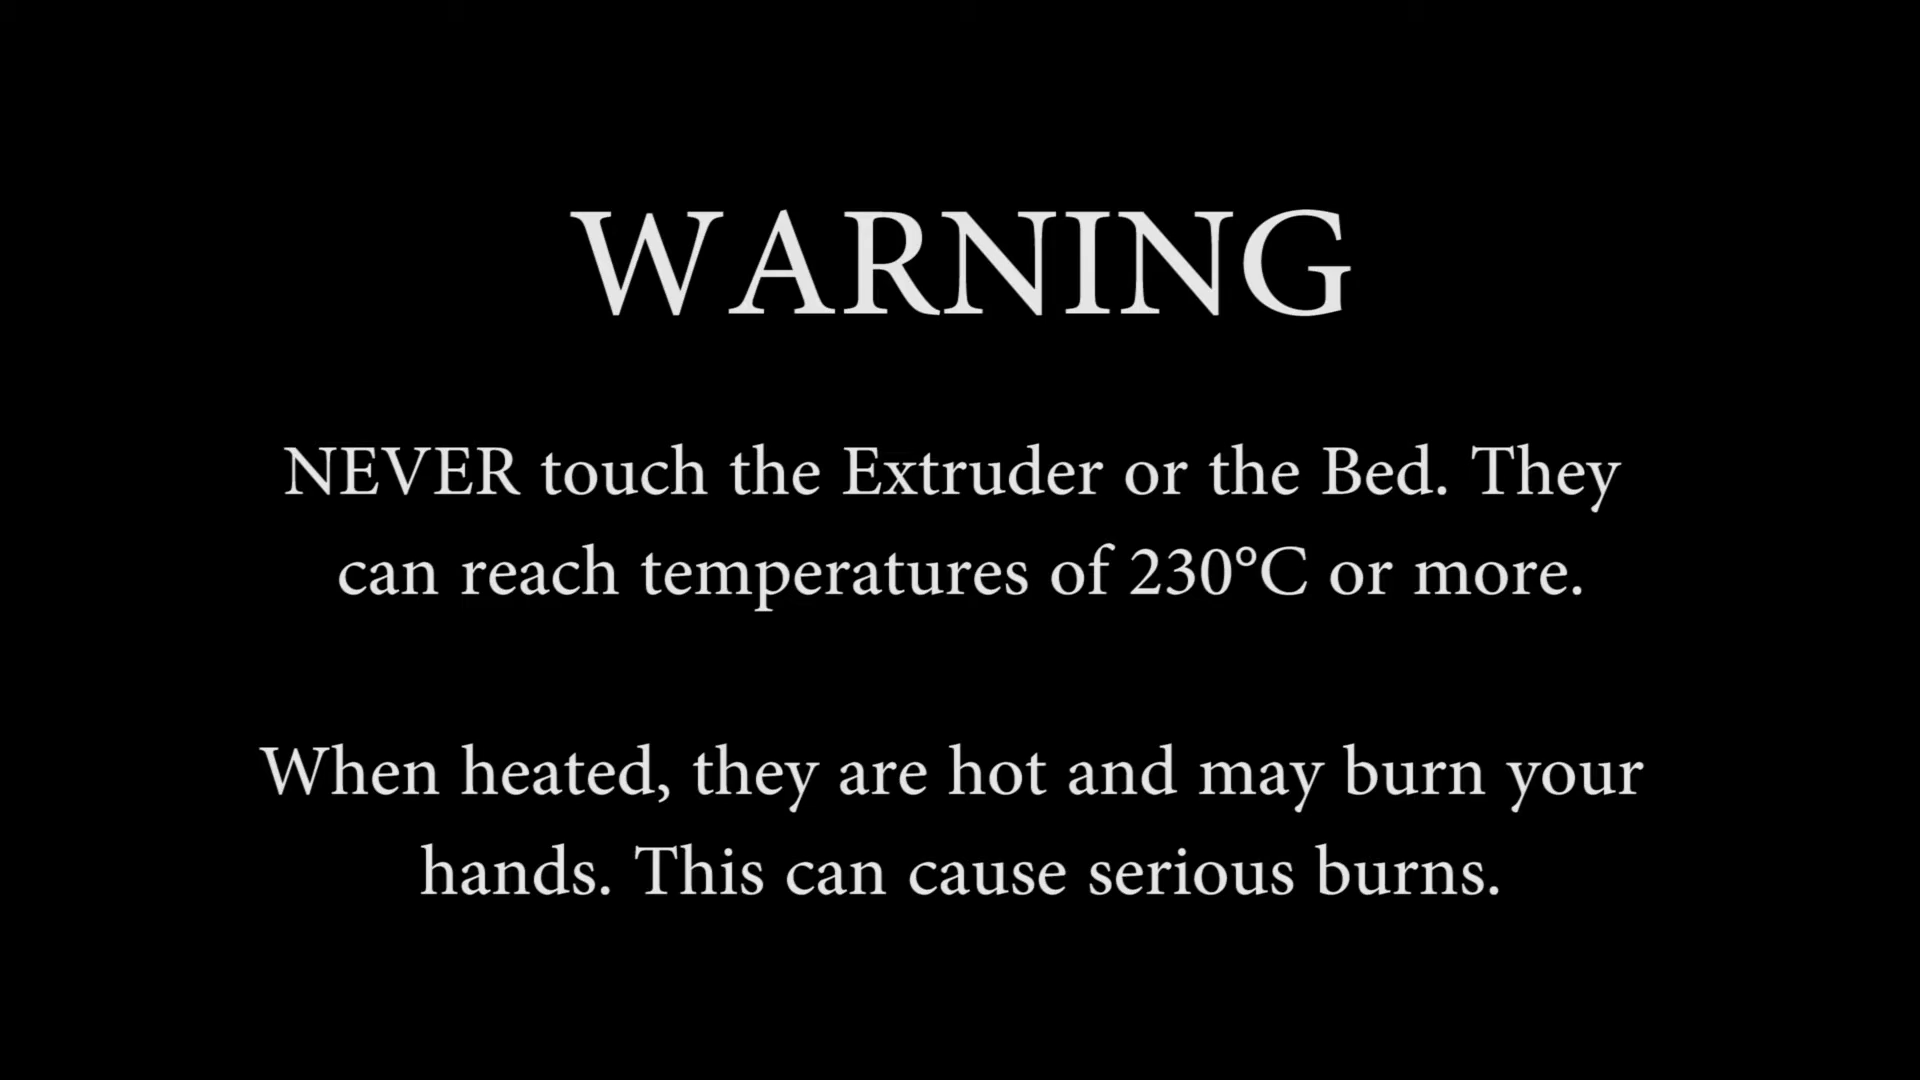 WARNING
NEVER touch the Extruder or the Bed. They
can reach temperatures of 230°C or more.
When heated, they are hot and may burn your
hands. This can cause serious burns.